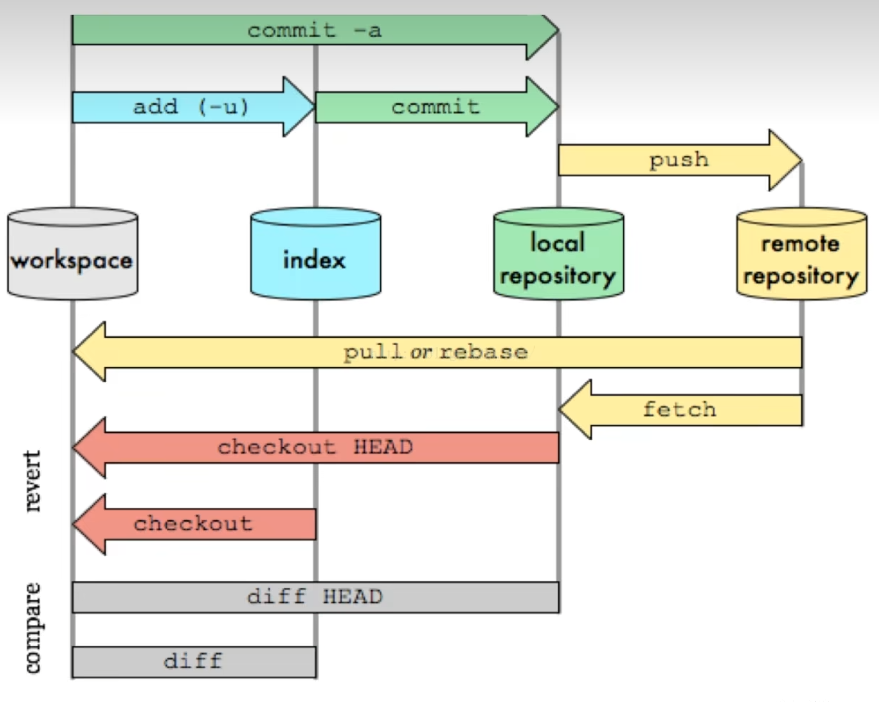 commit -a
add (-u)
commit
push
workspace
index
local
repository
remote
repository
pull or rebase
fetch
revert
checkout HEAD
checkout
compare
diff HEAD
diff